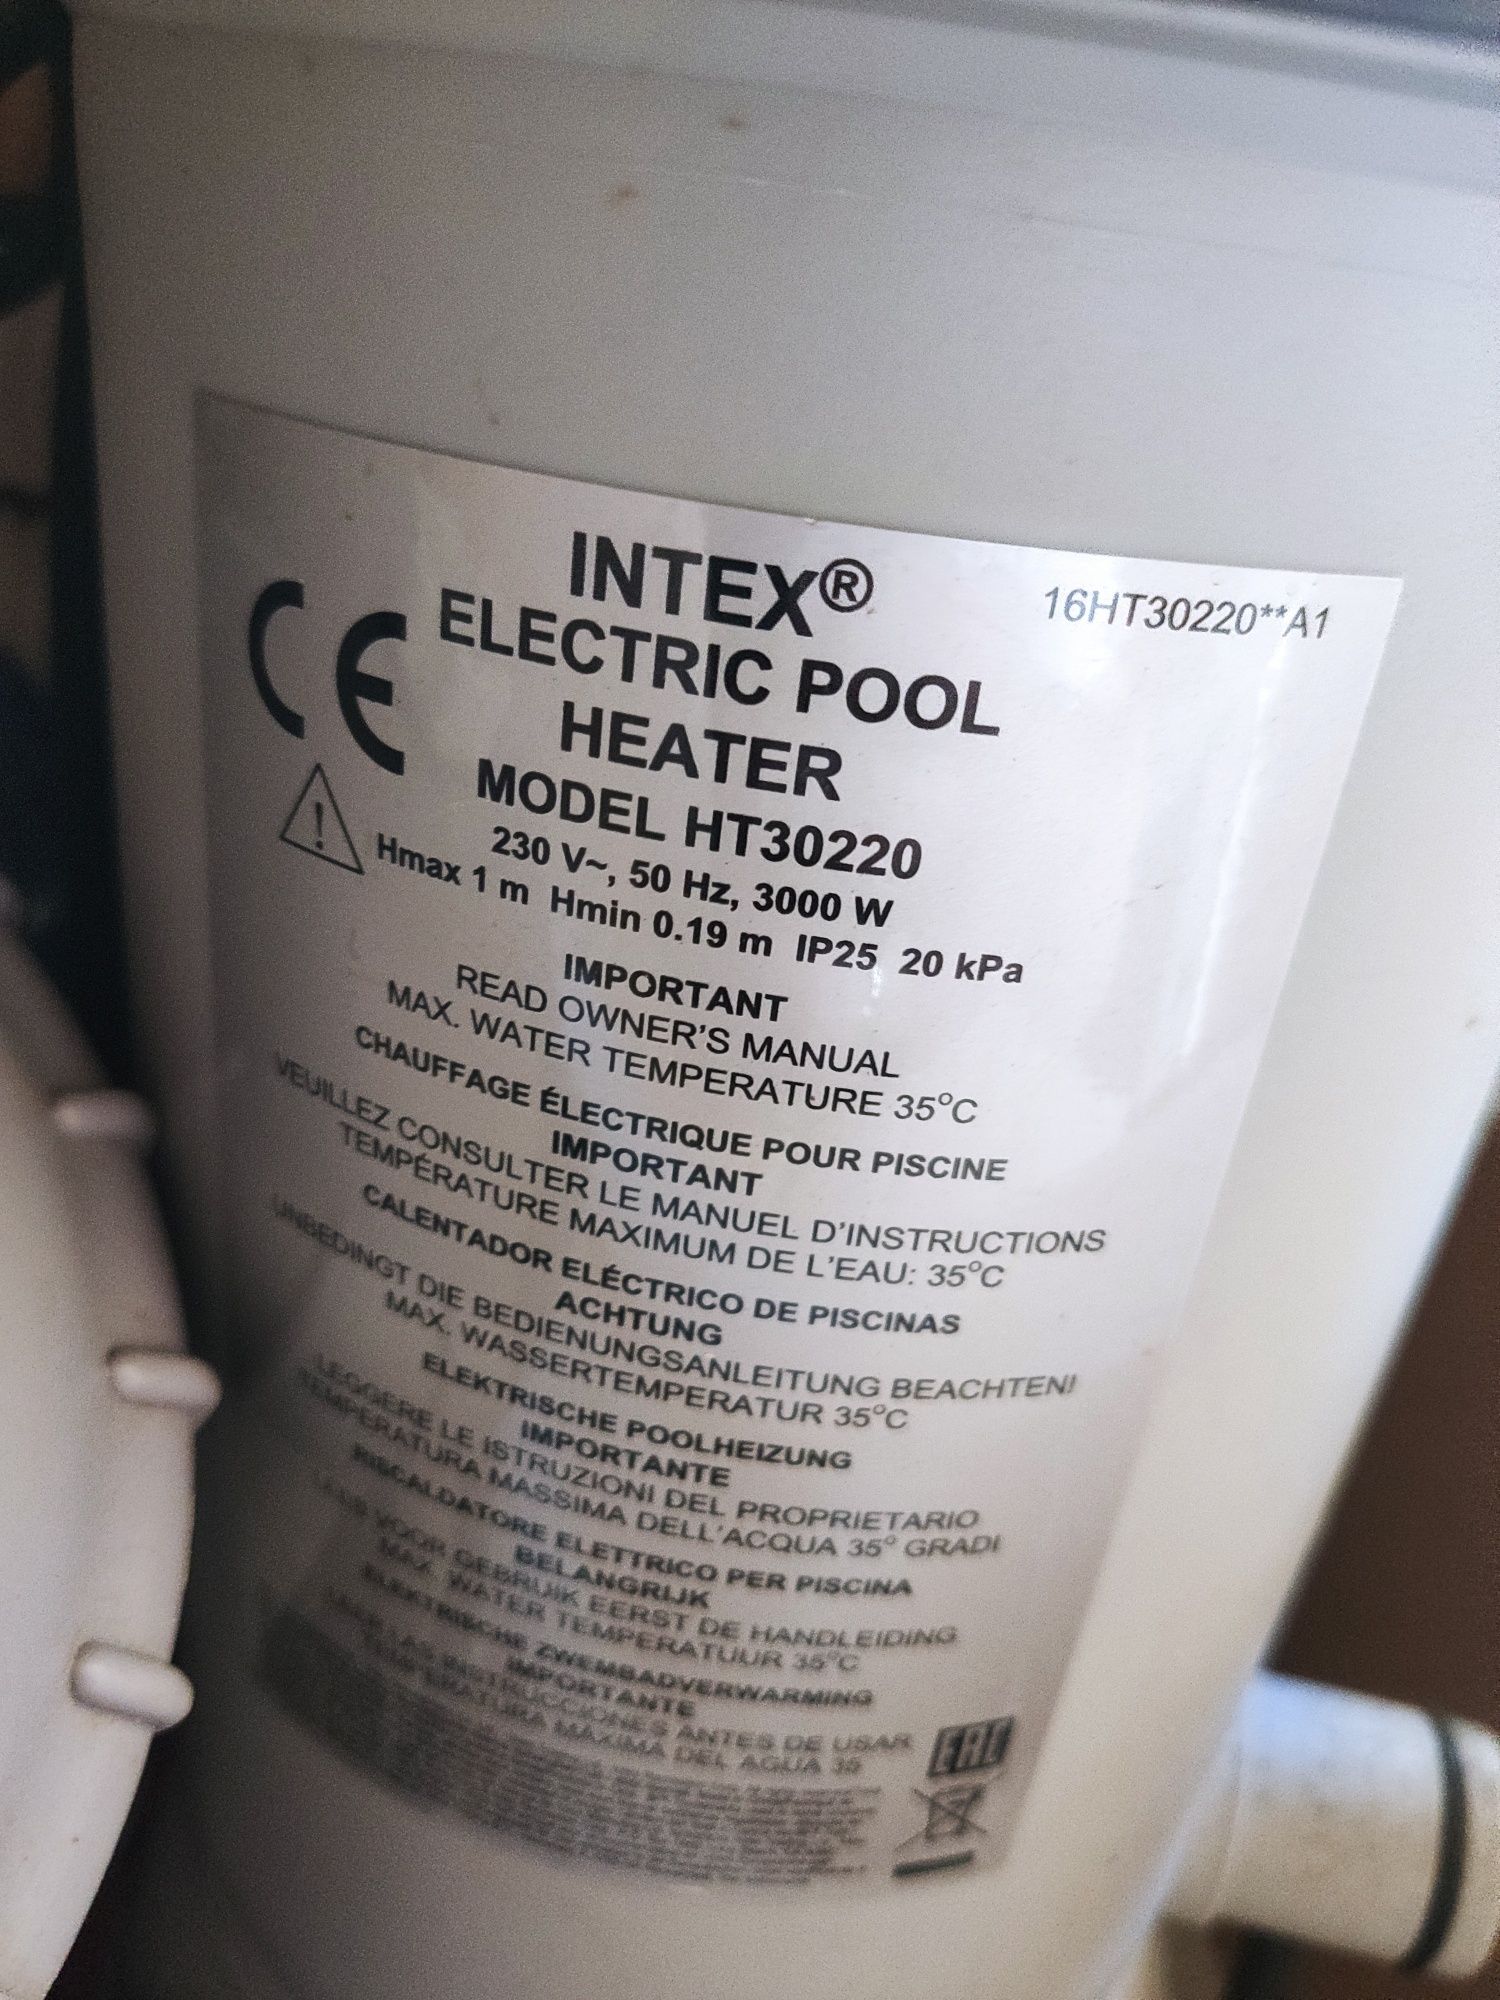 INTEX®
16HT30220**A1
CE
ELECTRIC POOL
HEATER
MODEL HT30220
230 V~, 50 Hz, 3000 W
Hmax 1 m Hmin 0.19 m IP25 20 kPa
IMPORTANT
READ OWNER'S MANUAL
MAX. WATER TEMPERATURE 35°C
CHAUFFAGE ÉLECTRIQUE POUR PISCINE
IMPORTANT
VEUILLEZ CONSULTER LE MANUEL D'INSTRUCTIONS
TEMPÉRATURE MAXIMUM DE L'EAU: 35°C
CALENTADOR ELÉCTRICO DE PISCINAS
ACHTUNG
UNBEDINGT DIE BEDIENUNGSANLEITUNG BEACHTEN!
MAX. WASSERTEMPERATUR 35°C
ELEKTRISCHE POOLHEIZUNG
IMPORTANTE
LEGGERE LE ISTRUZIONI DEL PROPRIETARIO
TEMPERATURA MASSIMA DELL'ACQUA 35° GRADI
RISCALDATORE ELETTRICO PER PISCINA
BELANGRIJK
LEES VOOR GEBRUIK EERST DE HANDLEIDING
MAX. WATER TEMPERATUUR 35°C
ELEKTRISCHE ZWEMBADVERWARMING
IMPORTANTE
LEER LAS INSTRUCCIONES ANTES DE USAR
TEMPERATURA MÁXIMA DEL AGUA 35
EAC